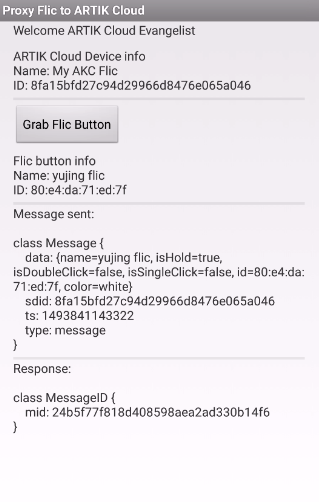 Proxy Flic to ARTIK Cloud
Welcome ARTIK Cloud Evangelist
ARTIK Cloud Device info
Name: My AKC Flic
ID: 8fa15bfd27c94d29966d8476e065a046
Grab Flic Button
Flic button info
Name: yujing flic
ID: 80:e4:da:71:ed:7f
Message sent:
class Message {
data: {name=yujing flic, isHold=true,
isDoubleClick=false, isSingleClick=false, id=80:e4:da:
71:ed:7f, color=white}
sdid: 8fa15bfd27c94d29966d8476e065a046
ts: 1493841143322
type: message
}
Response:
class MessageID {
mid: 24b5f77f818d408598aea2ad330b14f6
}